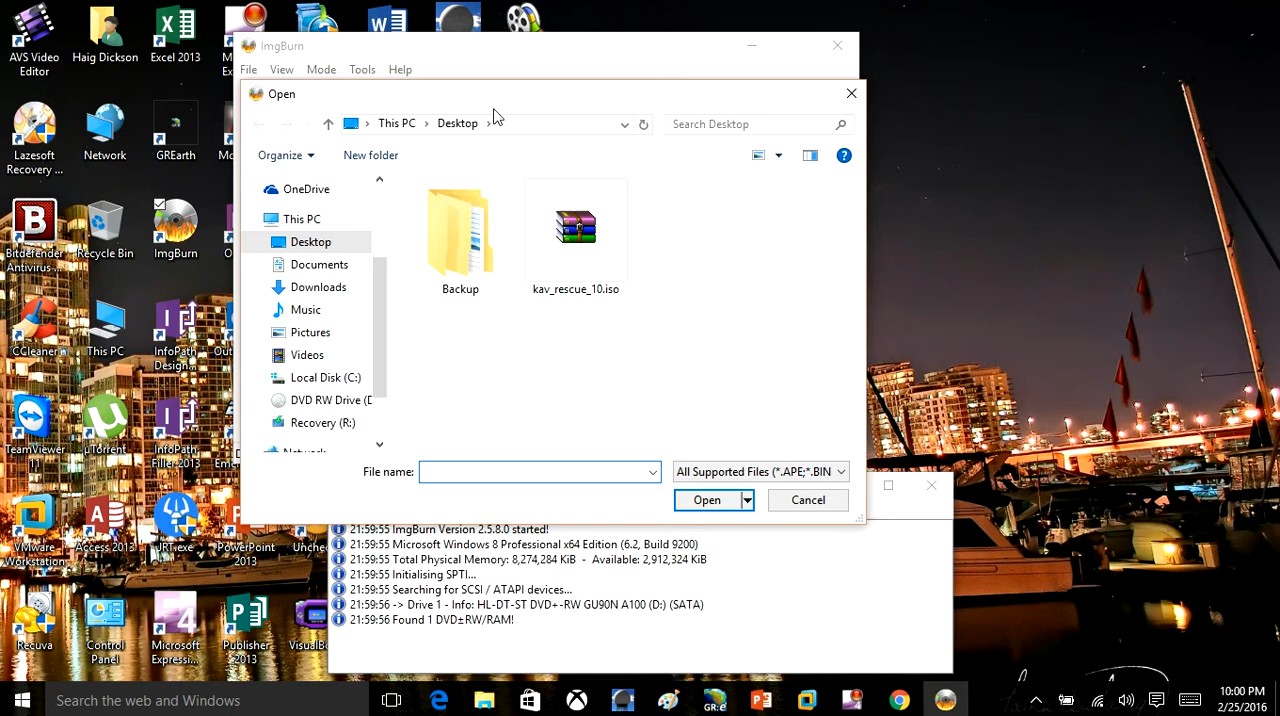 AVS Video
Editor
Haig Dickson
Excel 2013
Lazesoft
Recovery ...
Network
GREarth
Bitdefender
Antivirus ...
Recycle Bin
ImgBurn
CCleaner
This PC
InfoPath
Design...
TeamViewer
11
µTorrent
InfoPath
Filler 2013
VMware
Workstation
Access 2013
JRT.exe
PowerPoint
2013
Recuva
Control
Panel
Microsoft
Expressi...
Publisher
2013
ImgBurn
File View Mode Tools Help
Open
This PC > Desktop >
Search Desktop
Organize
New folder
OneDrive
This PC
Desktop
Documents
Downloads
Music
Pictures
Videos
Local Disk (C:)
DVD RW Drive (D
Recovery (R:)
Network
Backup
kav_rescue_10.iso
File name:
All Supported Files (*.APE;*.BIN
Open
Cancel
21:59:55 ImgBurn Version 2.5.8.0 started!
21:59:55 Microsoft Windows 8 Professional x64 Edition (6.2, Build 9200)
21:59:55 Total Physical Memory: 8,274,284 KiB - Available: 2,912,324 KiB
21:59:55 Initialising SPTI...
21:59:55 Searching for SCSI / ATAPI devices...
21:59:56 -> Drive 1 - Info: HL-DT-ST DVD+-RW GU90N A100 (D:) (SATA)
21:59:56 Found 1 DVD±RW/RAM!
Search the web and Windows
GR:e
10:00 PM
2/25/2016